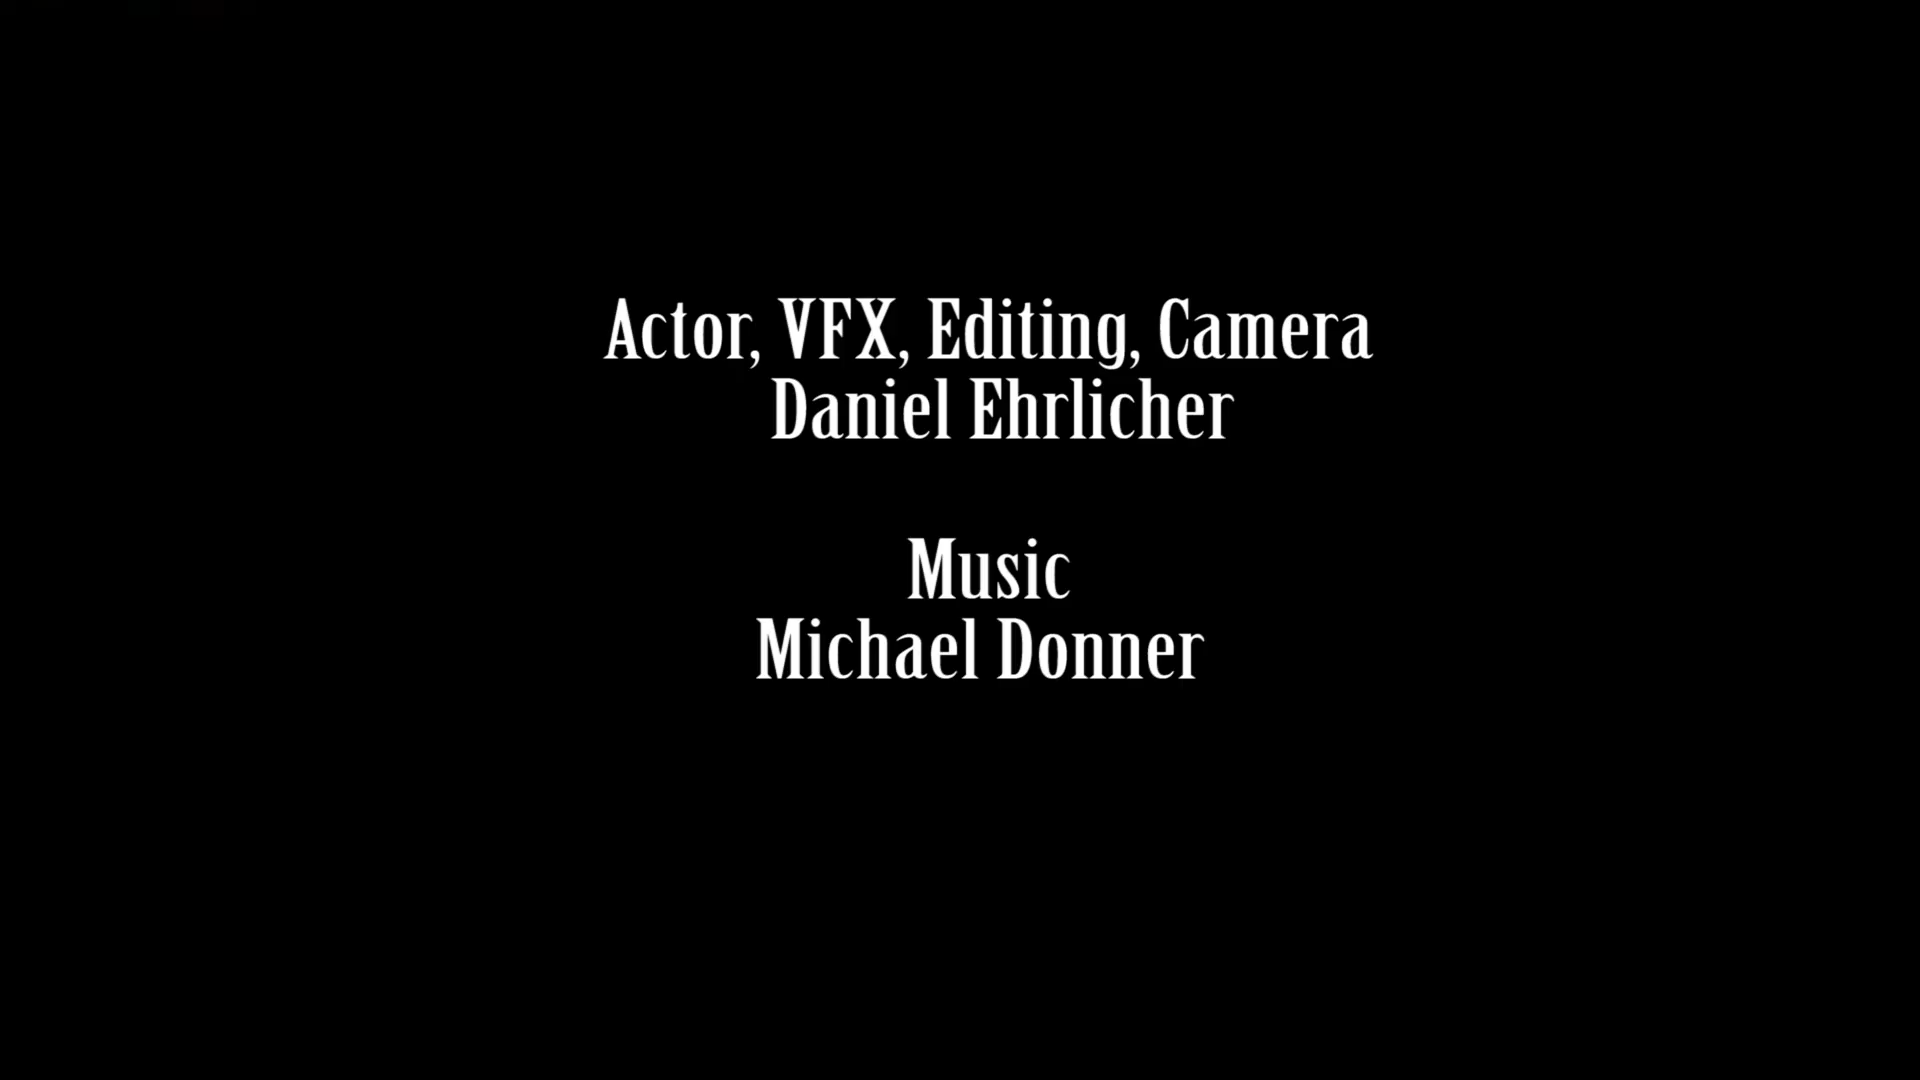 Actor, VFX, Editing, Camera
Daniel Ehrlicher
Music
Michael Donner